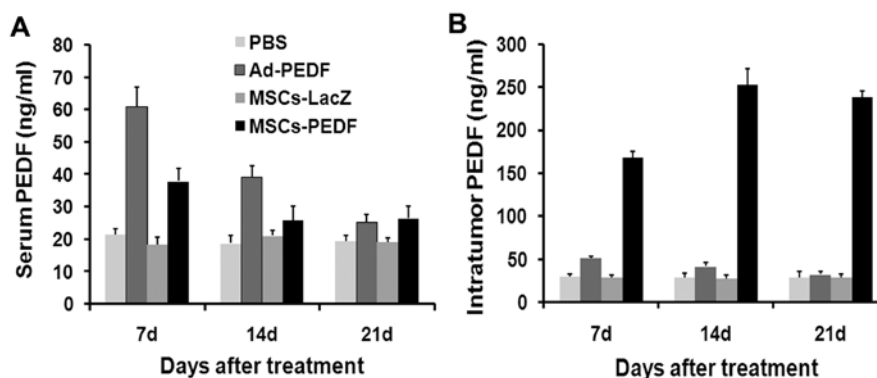 A
80
70
60
50
40
30
20
10
0
Serum PEDF (ng/ml)
PBS
Ad-PEDF
MSCs-LacZ
MSCs-PEDF
7d 14d 21d
Days after treatment
B
300
250
200
150
100
50
0
Intratumor PEDF (ng/ml)
7d 14d 21d
Days after treatment